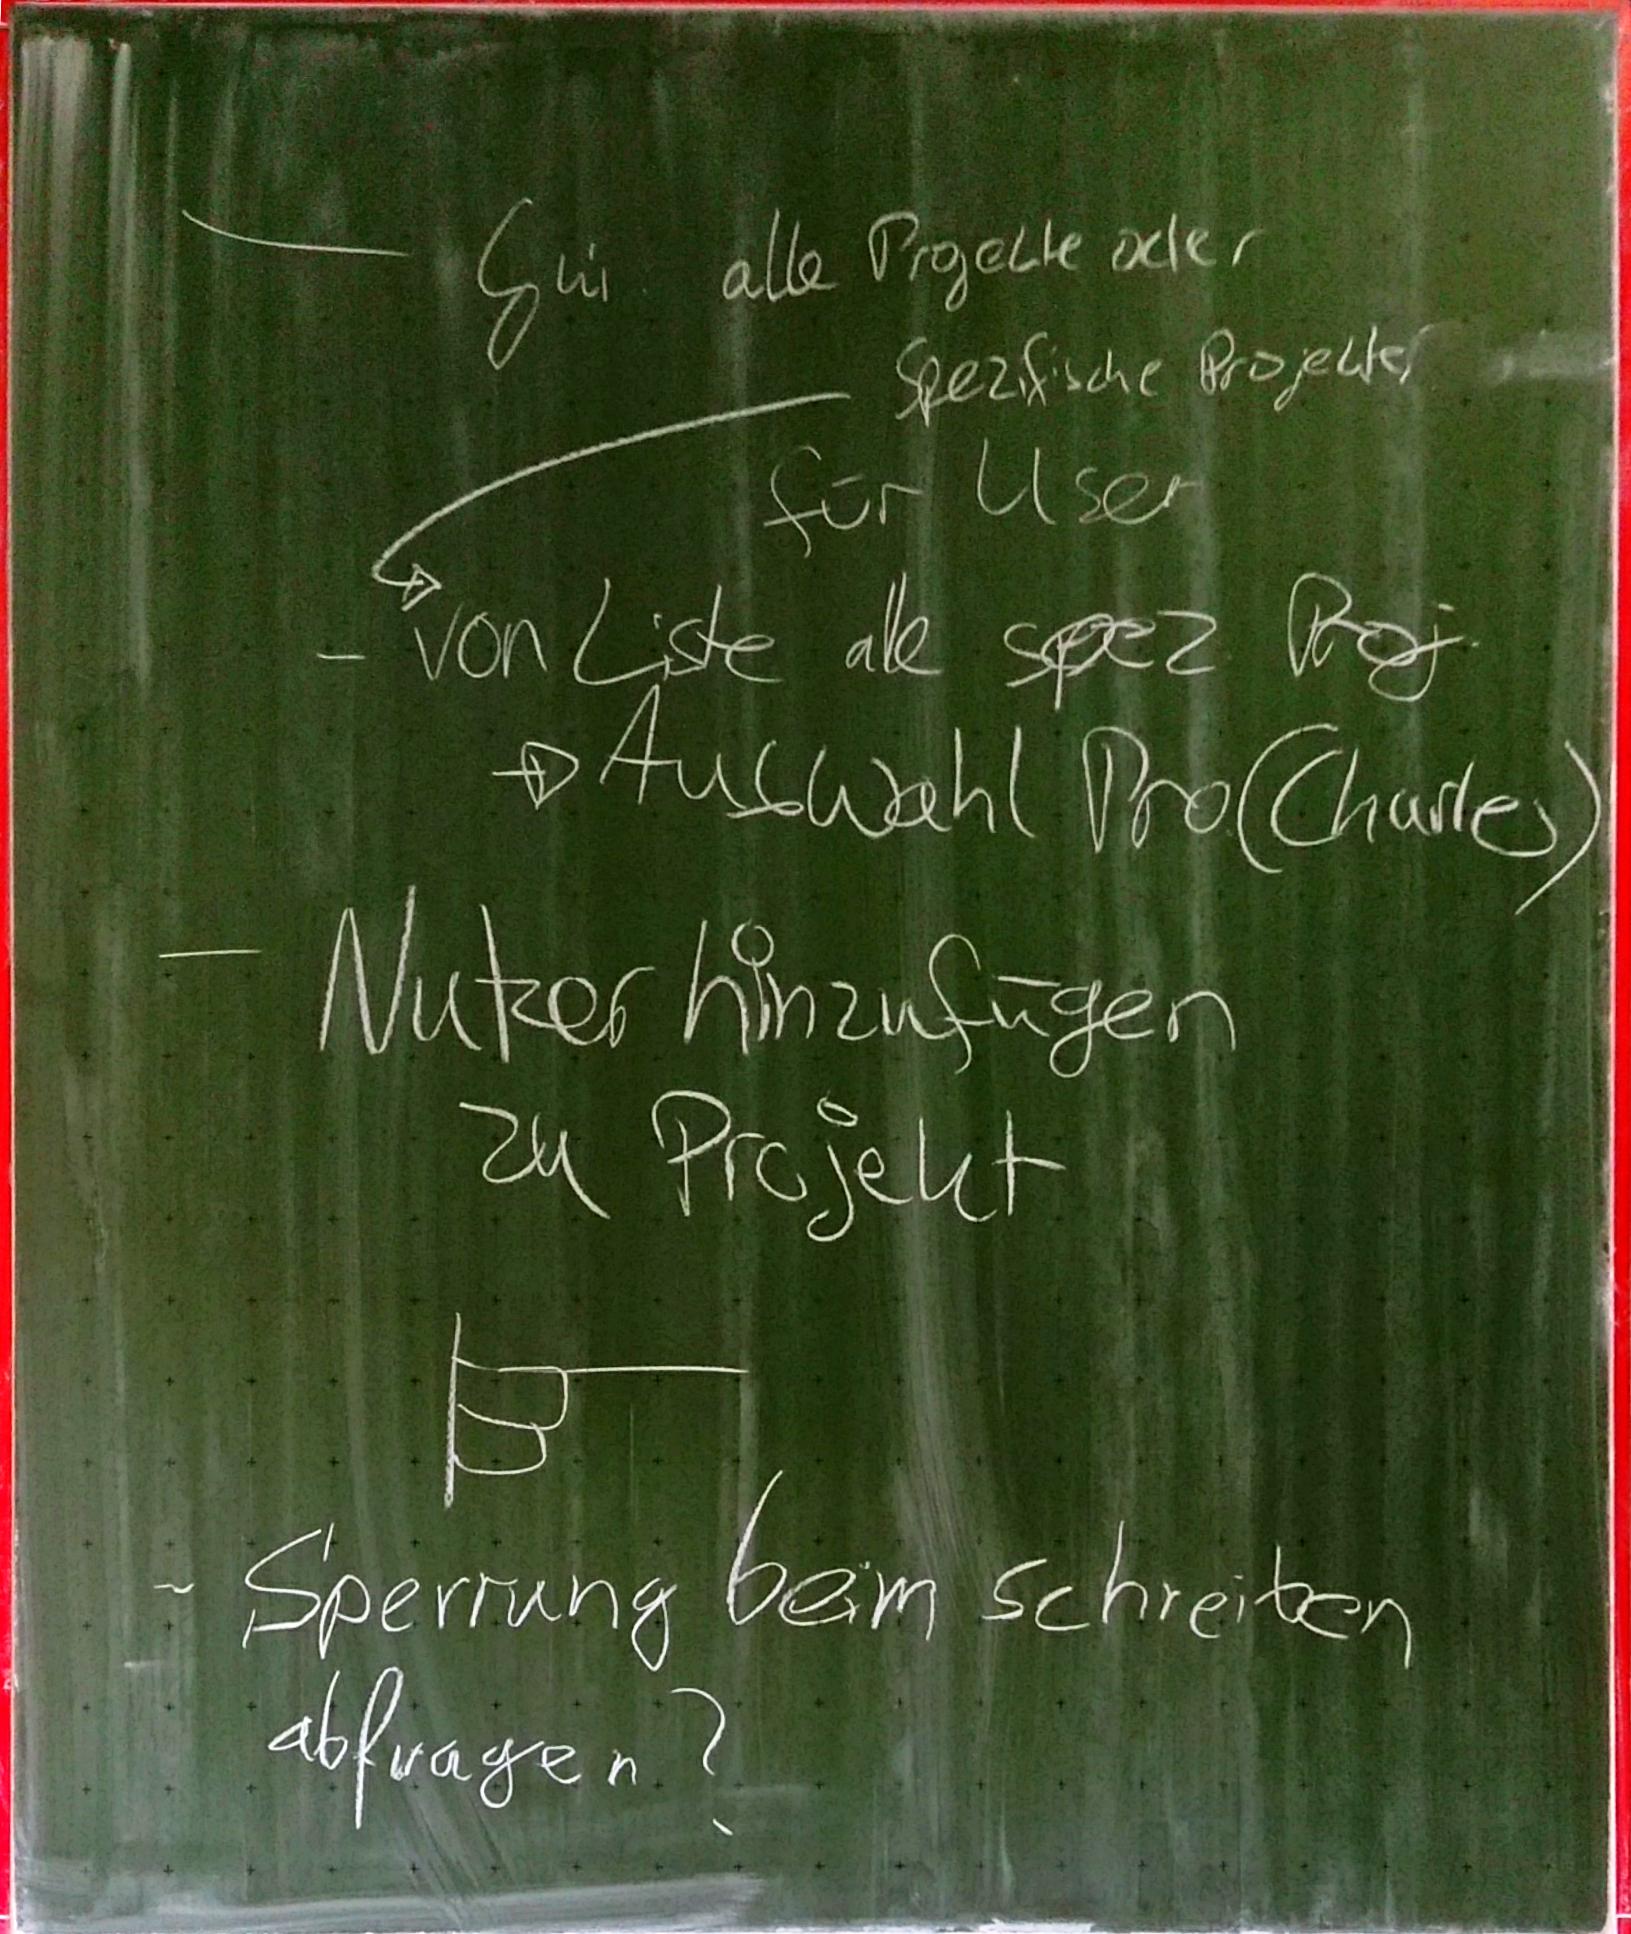 - Gui alle Projekte oder
spezifische Projekte
für User
- von Liste alle spez Proj.
→ Auswahl Pro(Charles)
- Nutzer hinzufügen
zu Projekt
- Sperrung beim schreiben
abfragen?